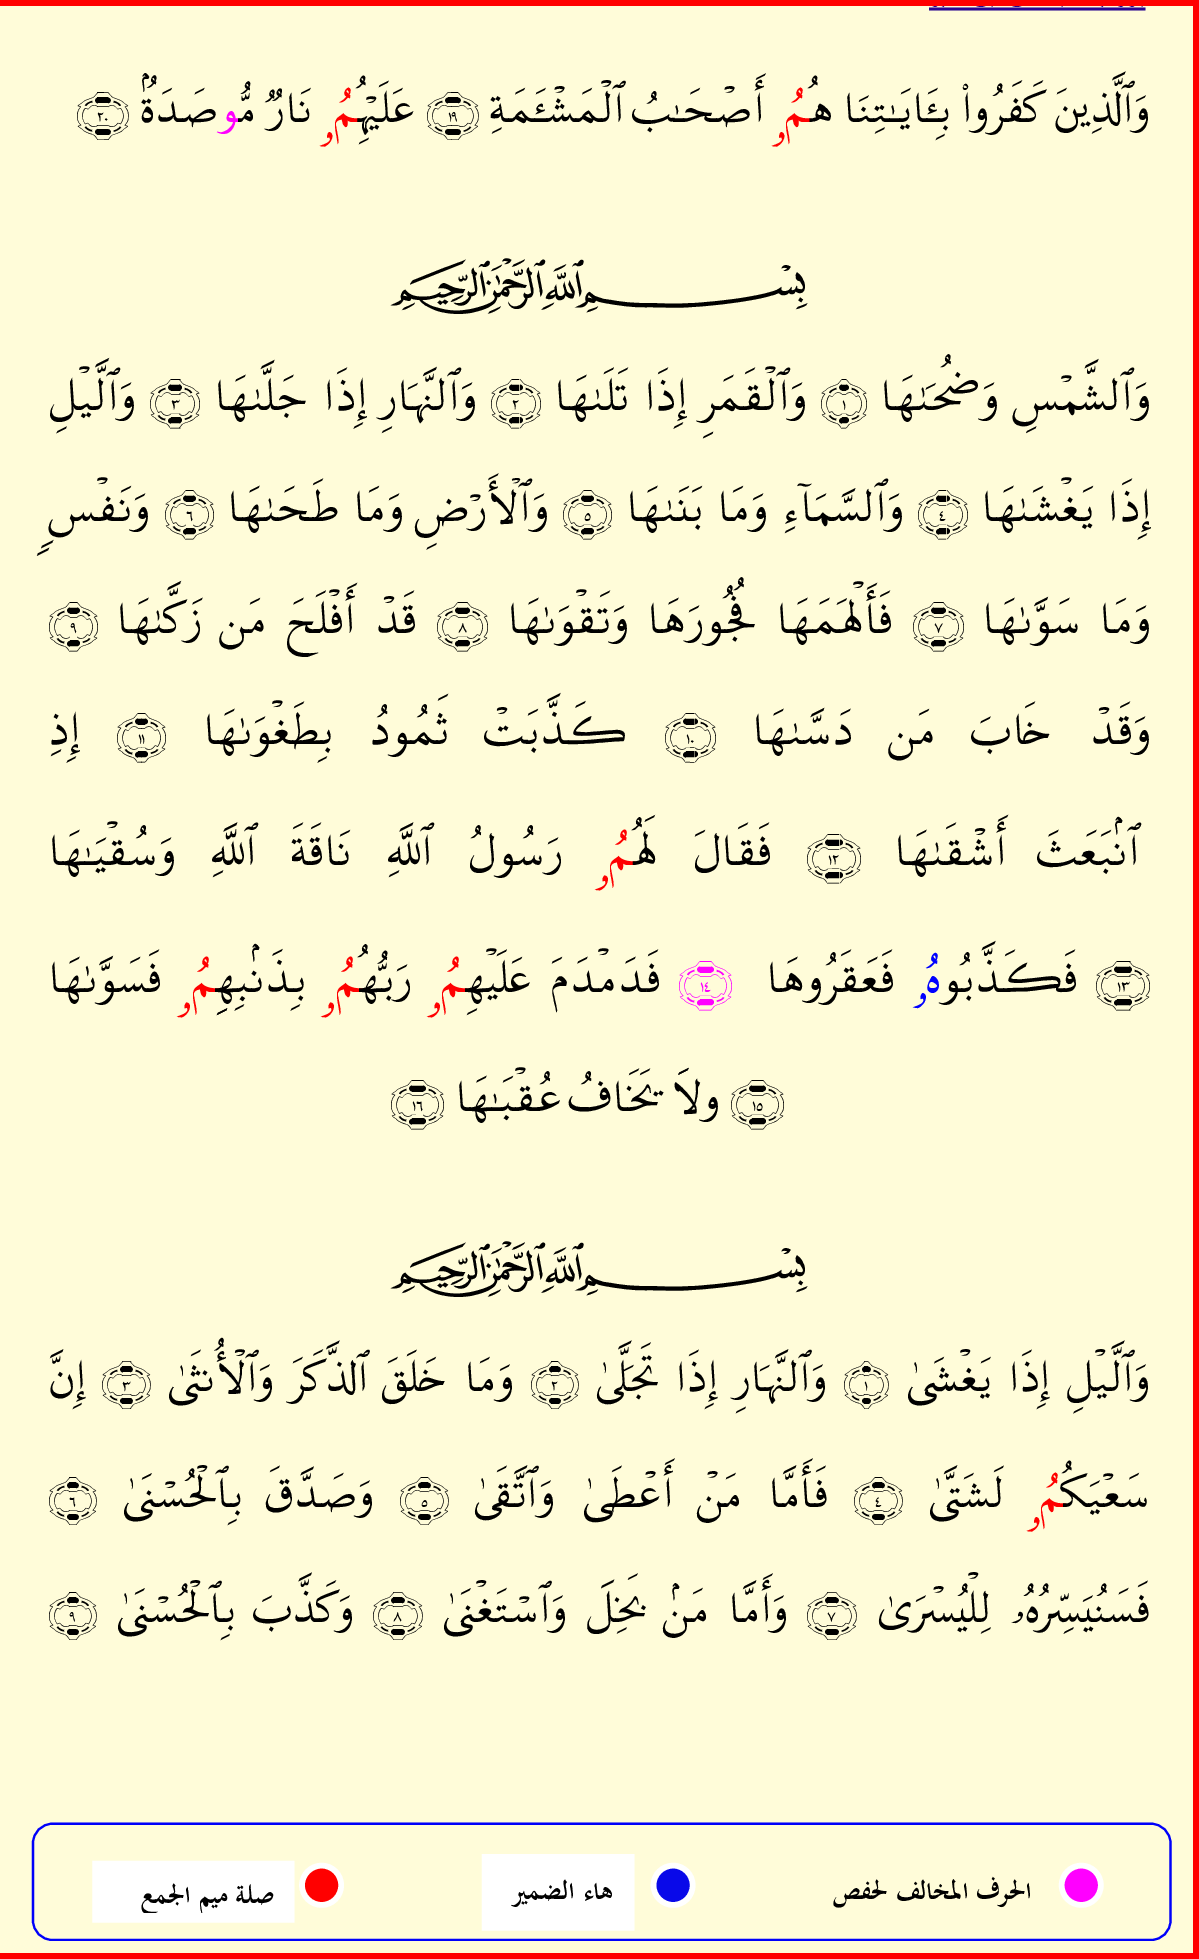 وَٱلَّذِينَ كَفَرُوا۟ بِـَٔايَـٰتِنَا هُمُۥ أَصْحَـٰبُ ٱلْمَشْـَٔمَةِ ١٩ عَلَيْهِمُۥ نَارٌ مُّوصَدَةٌۢ ٢٠
بِسْمِ ٱللَّهِ ٱلرَّحْمَٰنِ ٱلرَّحِيمِ
وَٱلشَّمْسِ وَضُحَىٰهَا ١ وَٱلْقَمَرِ إِذَا تَلَىٰهَا ٢ وَٱلنَّهَارِ إِذَا جَلَّىٰهَا ٣ وَٱلَّيْلِ
إِذَا يَغْشَىٰهَا ٤ وَٱلسَّمَآءِ وَمَا بَنَىٰهَا ٥ وَٱلْأَرْضِ وَمَا طَحَىٰهَا ٦ وَنَفْسٍ
وَمَا سَوَّىٰهَا ٧ فَأَلْهَمَهَا فُجُورَهَا وَتَقْوَىٰهَا ٨ قَدْ أَفْلَحَ مَن زَكَّىٰهَا ٩
وَقَدْ خَابَ مَن دَسَّىٰهَا ١٠ كَذَّبَتْ ثَمُودُ بِطَغْوَىٰهَا ١١ إِذِ
ٱنۢبَعَثَ أَشْقَىٰهَا ١٢ فَقَالَ لَهُمُۥ رَسُولُ ٱللَّهِ نَاقَةَ ٱللَّهِ وَسُقْيَـٰهَا
١٣ فَكَذَّبُوهُۥ فَعَقَرُوهَا ١٤ فَدَمْدَمَ عَلَيْهِمُۥ رَبُّهُمُۥ بِذَنۢبِهِمُۥ فَسَوَّىٰهَا
١٥ ولَا يَخَافُ عُقْبَـٰهَا ١٦
بِسْمِ ٱللَّهِ ٱلرَّحْمَٰنِ ٱلرَّحِيمِ
وَٱلَّيْلِ إِذَا يَغْشَىٰ ١ وَٱلنَّهَارِ إِذَا تَجَلَّىٰ ٢ وَمَا خَلَقَ ٱلذَّكَرَ وَٱلْأُنثَىٰ ٣ إِنَّ
سَعْيَكُمُۥ لَشَتَّىٰ ٤ فَأَمَّا مَنْ أَعْطَىٰ وَٱتَّقَىٰ ٥ وَصَدَّقَ بِٱلْحُسْنَىٰ ٦
فَسَنُيَسِّرُهُۥ لِلْيُسْرَىٰ ٧ وَأَمَّا مَنۢ بَخِلَ وَٱسْتَغْنَىٰ ٨ وَكَذَّبَ بِٱلْحُسْنَىٰ ٩
الحرف المخالف لحفص هاء الضمير صلة ميم الجمع